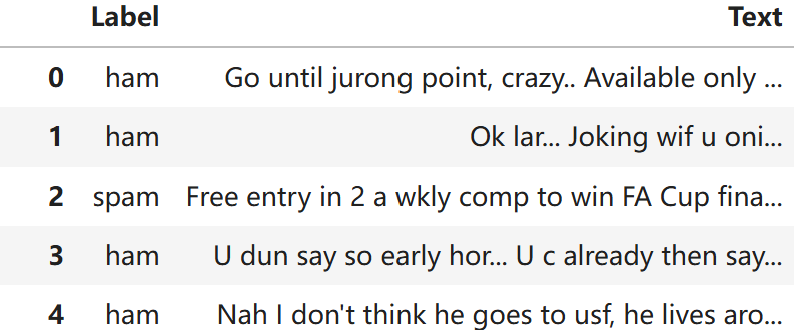 Label Text
0 ham Go until jurong point, crazy.. Available only ...
1 ham Ok lar... Joking wif u oni...
2 spam Free entry in 2 a wkly comp to win FA Cup fina...
3 ham U dun say so early hor... U c already then say...
4 ham Nah I don't think he goes to usf, he lives aro...